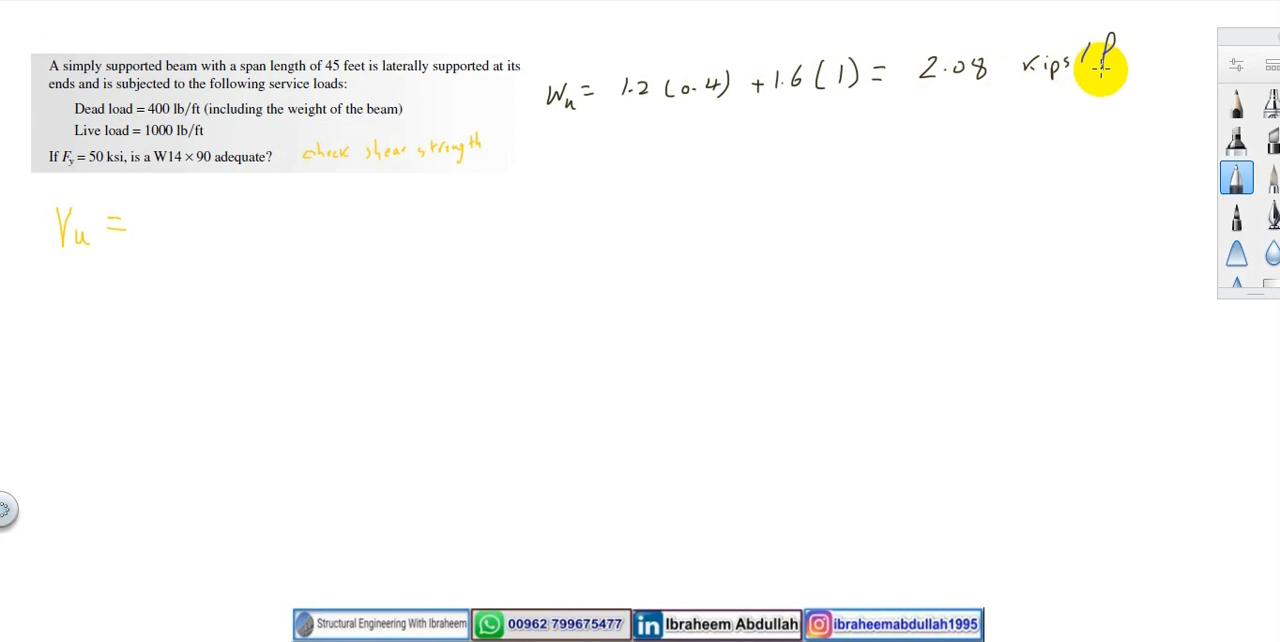 A simply supported beam with a span length of 45 feet is laterally supported at its
ends and is subjected to the following service loads:
Dead load = 400 lb/ft (including the weight of the beam)
Live load = 1000 lb/ft
If Fy = 50 ksi, is a W14 × 90 adequate? check shear strength
Wu = 1.2 (0.4) + 1.6 (1) = 2.08 kips/f
Vu =
Structural Engineering With Ibraheem
00962 799675477
in Ibraheem Abdullah
ibraheemabdullah1995